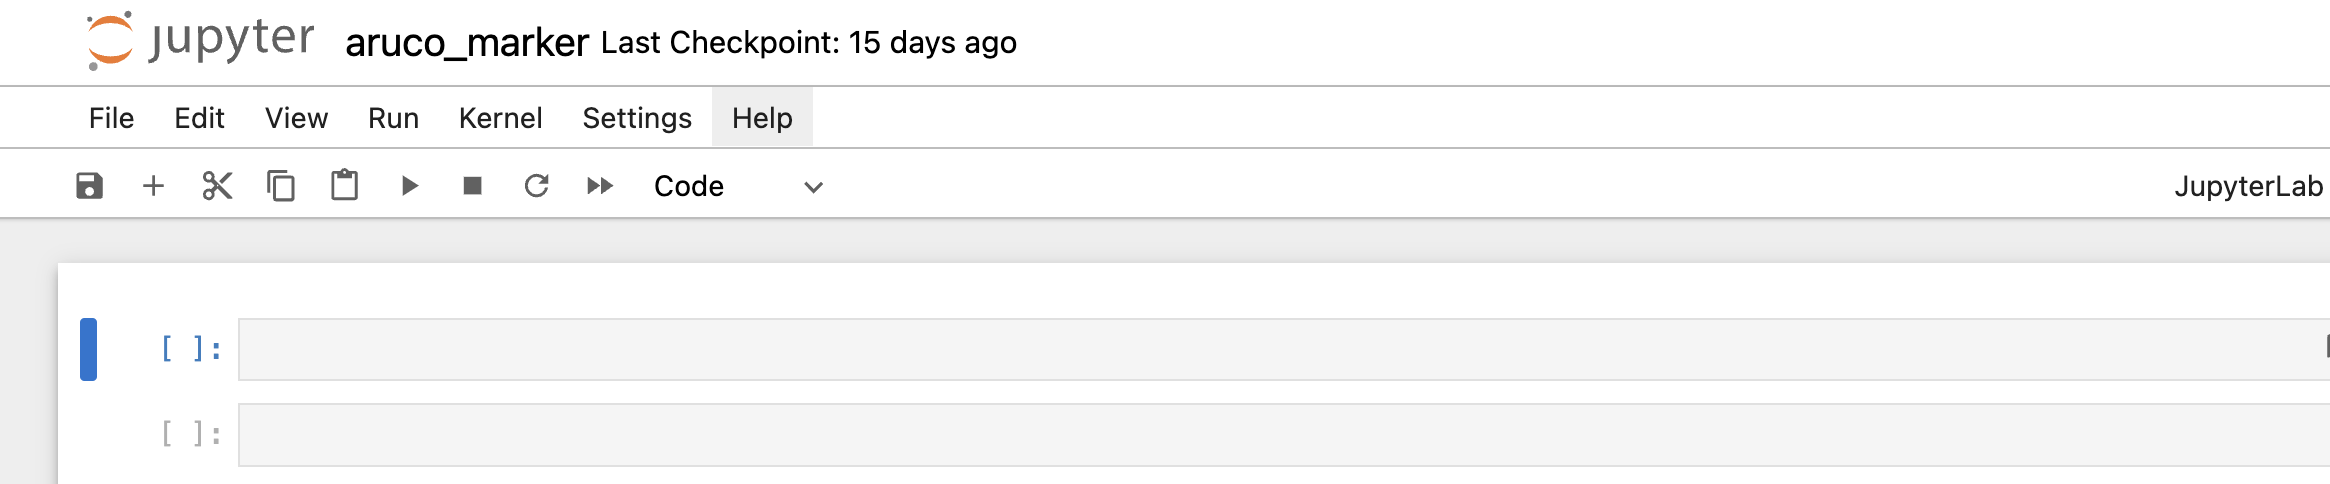 jupyter aruco_marker Last Checkpoint: 15 days ago
File Edit View Run Kernel Settings Help
Code JupyterLab
[ ]:
[ ]: